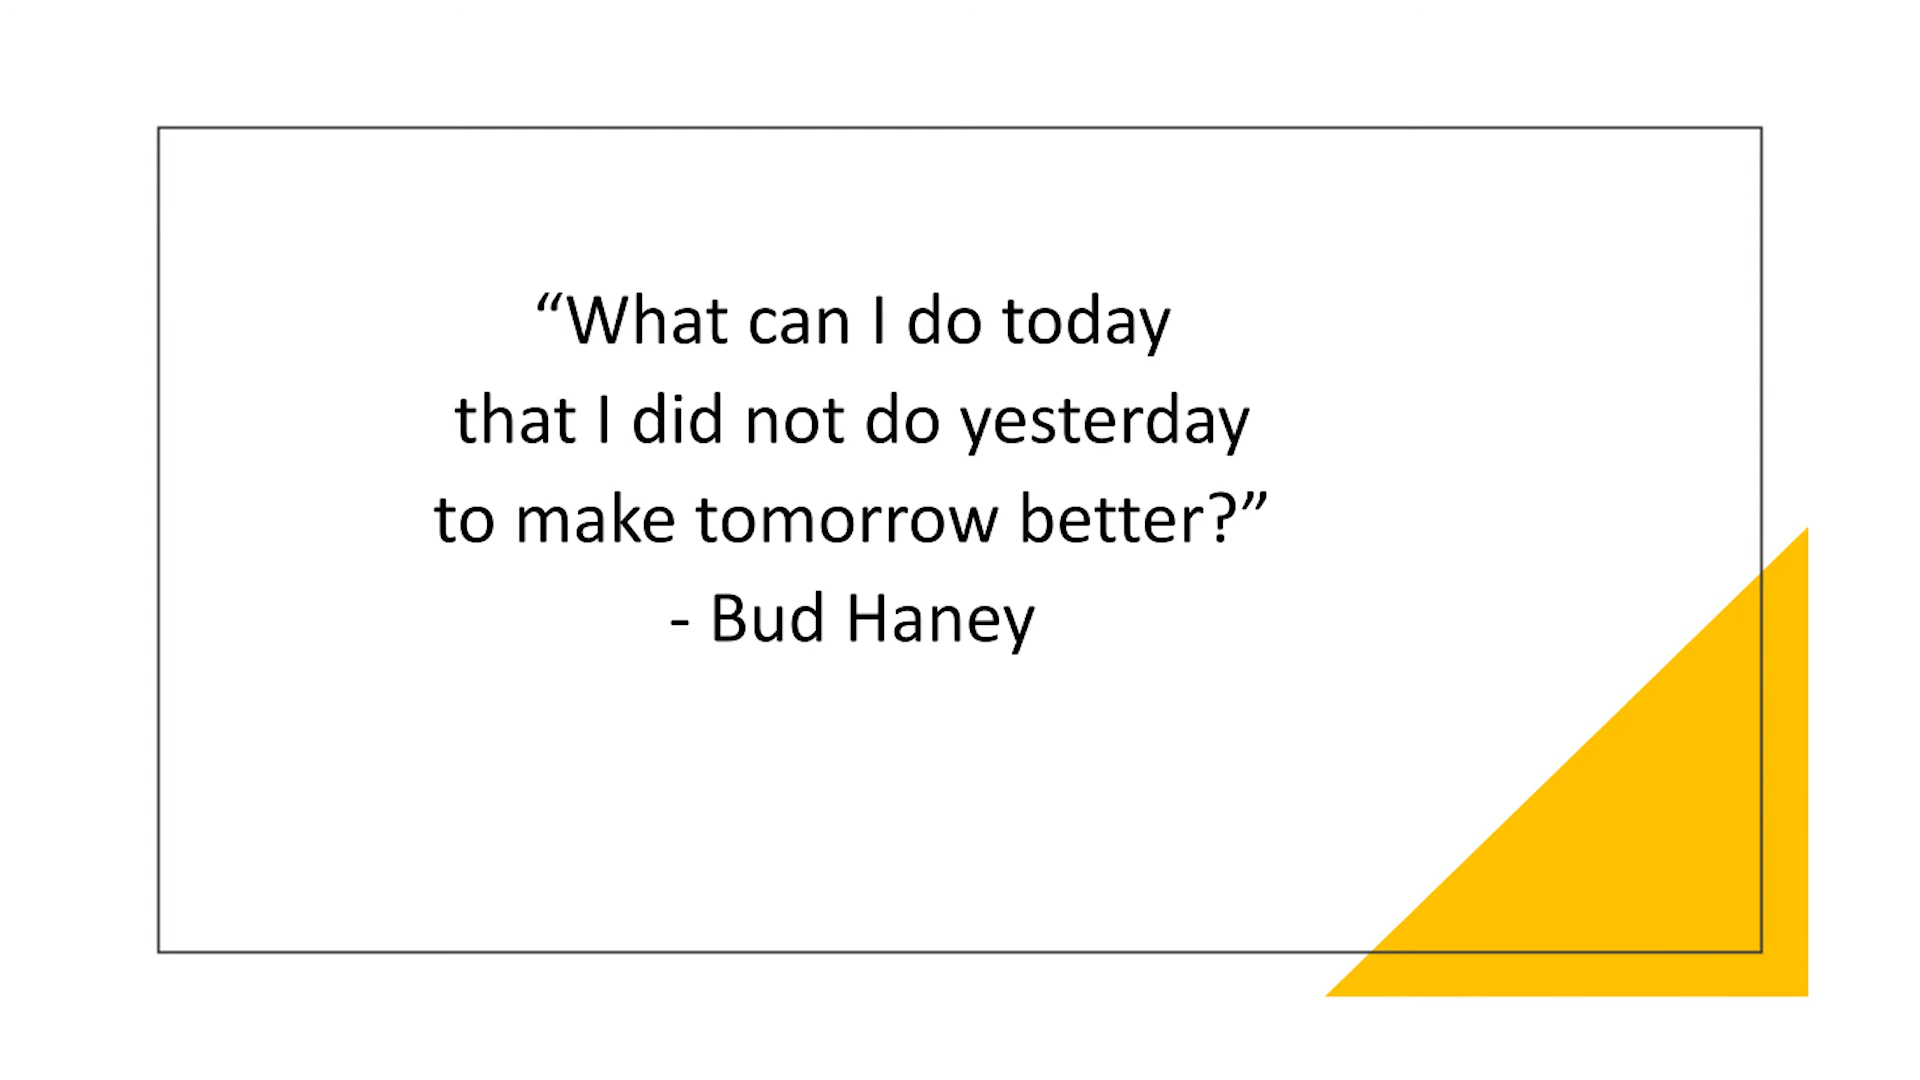 “What can I do today
that I did not do yesterday
to make tomorrow better?”
- Bud Haney